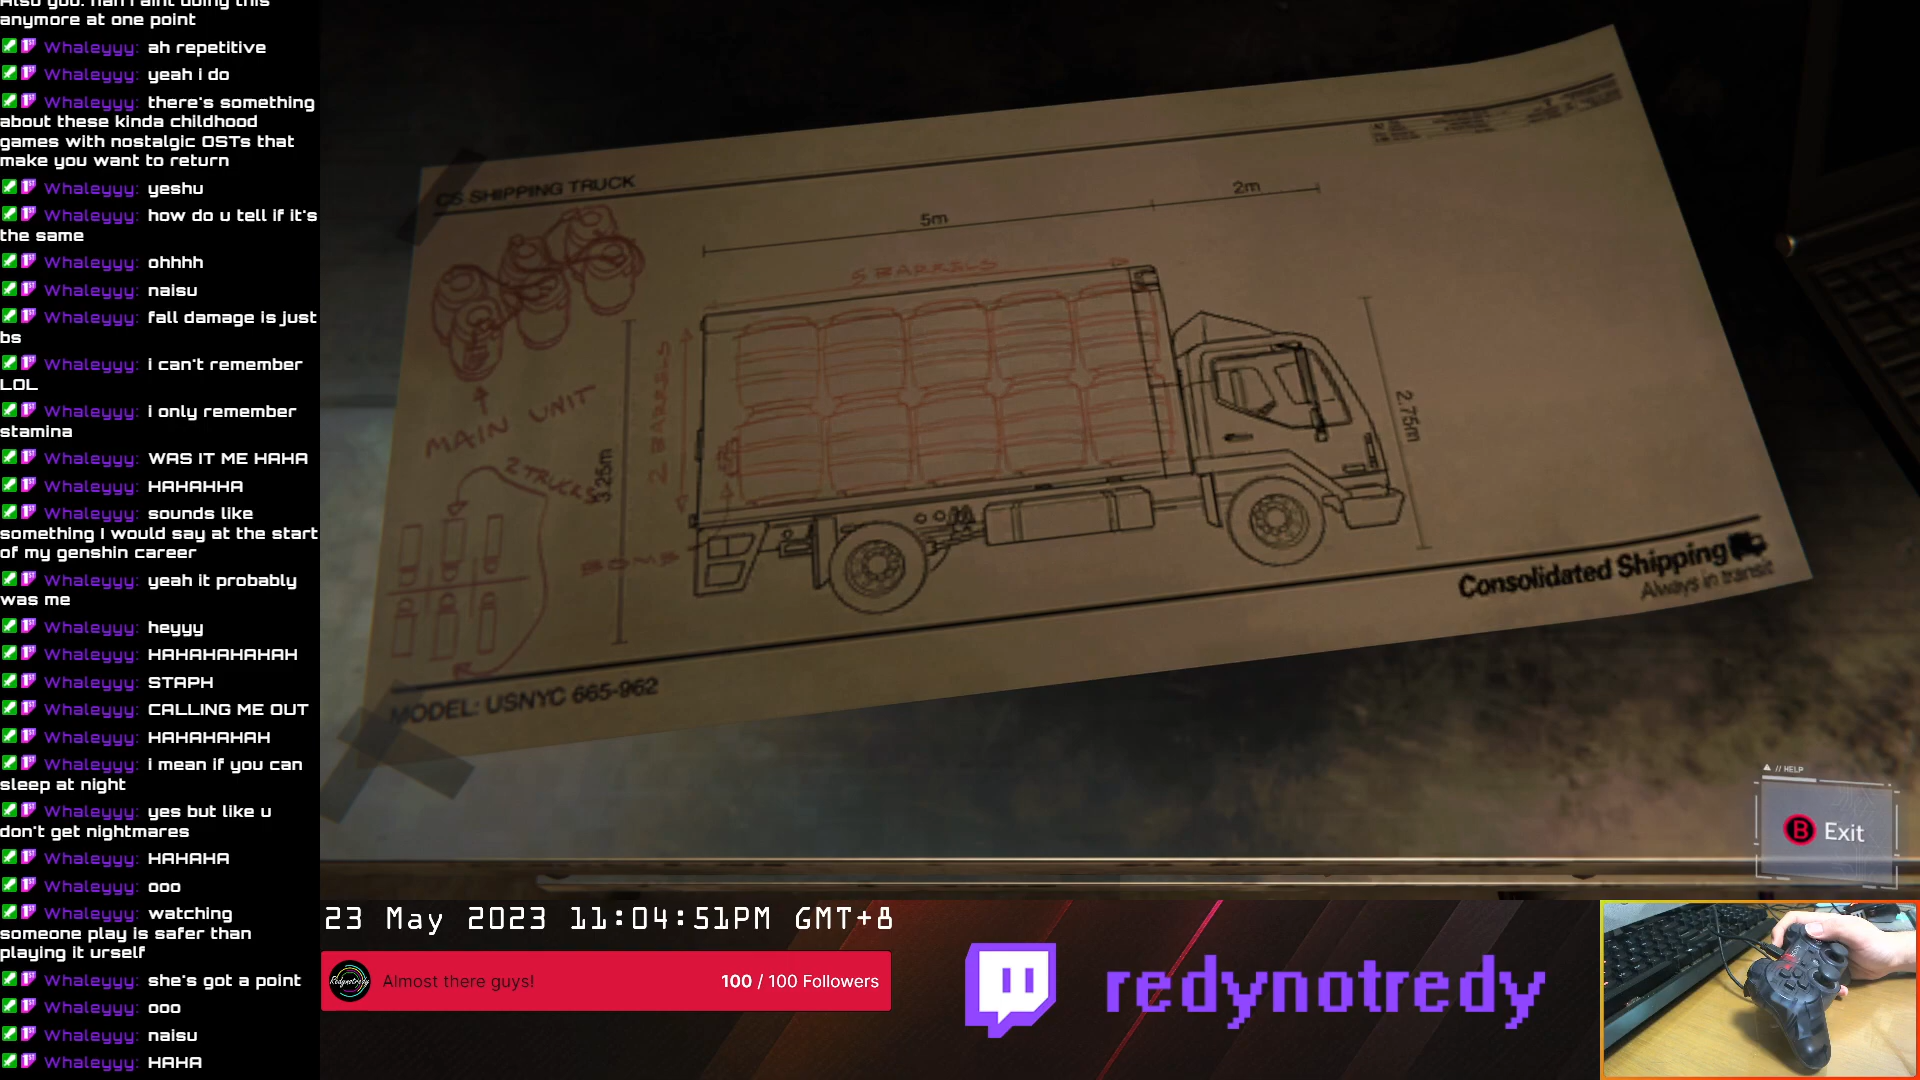 anymore at one point
Whaleyyy: ah repetitive
Whaleyyy: yeah i do
Whaleyyy: there's something
about these kinda childhood
games with nostalgic OSTs that
make you want to return
Whaleyyy: yeshu
Whaleyyy: how do u tell if it's
the same
Whaleyyy: ohhhh
Whaleyyy: naisu
Whaleyyy: fall damage is just
bs
Whaleyyy: i can't remember
LOL
Whaleyyy: i only remember
stamina
Whaleyyy: WAS IT ME HAHA
Whaleyyy: HAHAHHA
Whaleyyy: sounds like
something I would say at the start
of my genshin career
Whaleyyy: yeah it probably
was me
Whaleyyy: heyyy
Whaleyyy: HAHAHAHAHAH
Whaleyyy: STAPH
Whaleyyy: CALLING ME OUT
Whaleyyy: HAHAHAHAH
Whaleyyy: i mean if you can
sleep at night
Whaleyyy: yes but like u
don't get nightmares
Whaleyyy: HAHAHA
Whaleyyy: ooo
Whaleyyy: watching
someone play is safer than
playing it urself
Whaleyyy: she's got a point
Whaleyyy: ooo
Whaleyyy: naisu
Whaleyyy: HAHA
CS SHIPPING TRUCK
5m
2m
5 BARRELS
2 BARRELS
MAIN UNIT
2 TRUCKS
3.25m
2.75m
BOMB
Consolidated Shipping
Always in transit
MODEL: USNYC 665-962
// HELP
B Exit
23 May 2023 11:04:51PM GMT+8
Almost there guys!
100 / 100 Followers
redynotredy